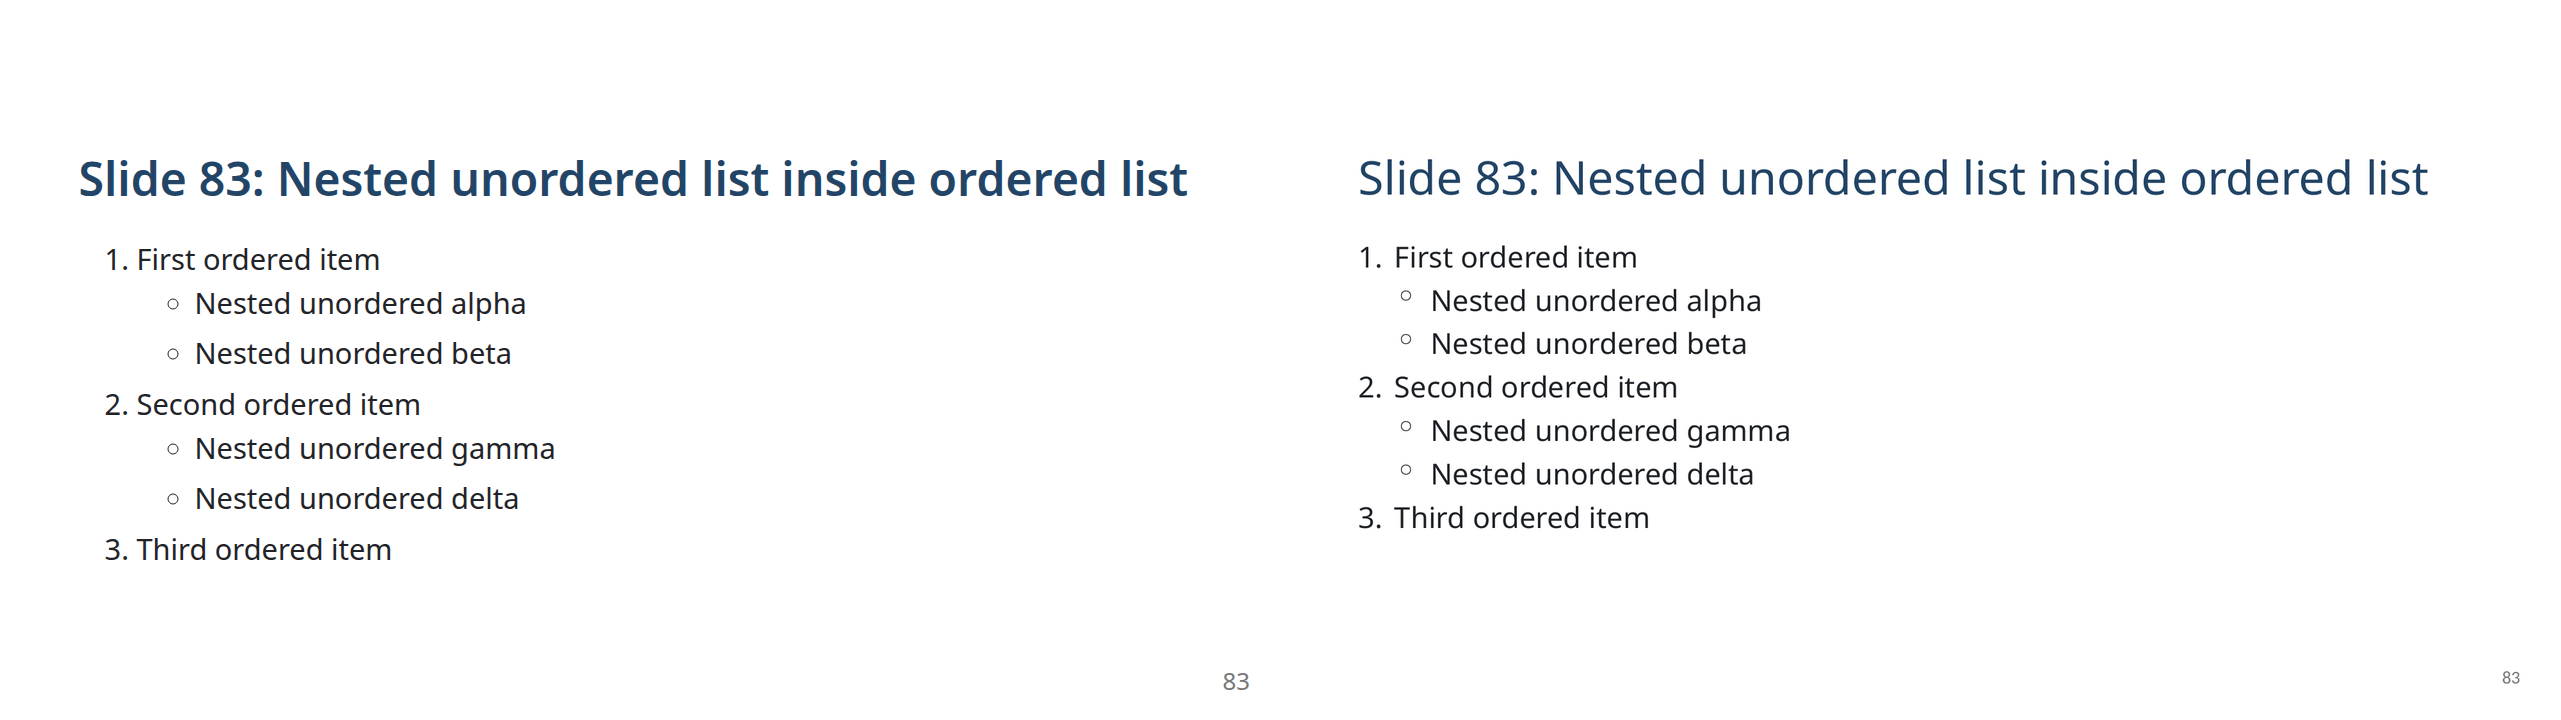 Slide 83: Nested unordered list inside ordered list
1. First ordered item
○ Nested unordered alpha
○ Nested unordered beta
2. Second ordered item
○ Nested unordered gamma
○ Nested unordered delta
3. Third ordered item
83
Slide 83: Nested unordered list inside ordered list
1. First ordered item
○ Nested unordered alpha
○ Nested unordered beta
2. Second ordered item
○ Nested unordered gamma
○ Nested unordered delta
3. Third ordered item
83